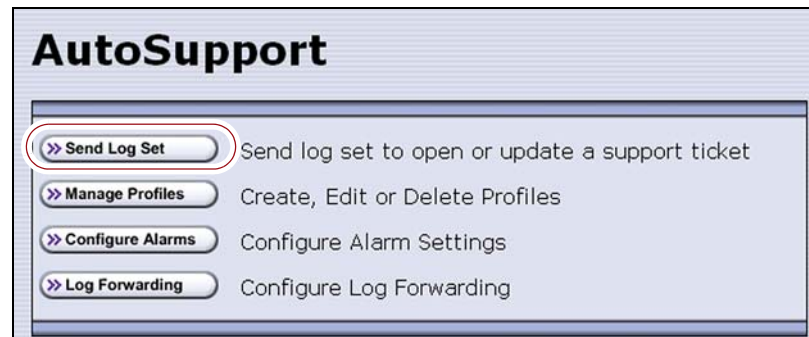 AutoSupport
Send Log Set Send log set to open or update a support ticket
Manage Profiles Create, Edit or Delete Profiles
Configure Alarms Configure Alarm Settings
Log Forwarding Configure Log Forwarding